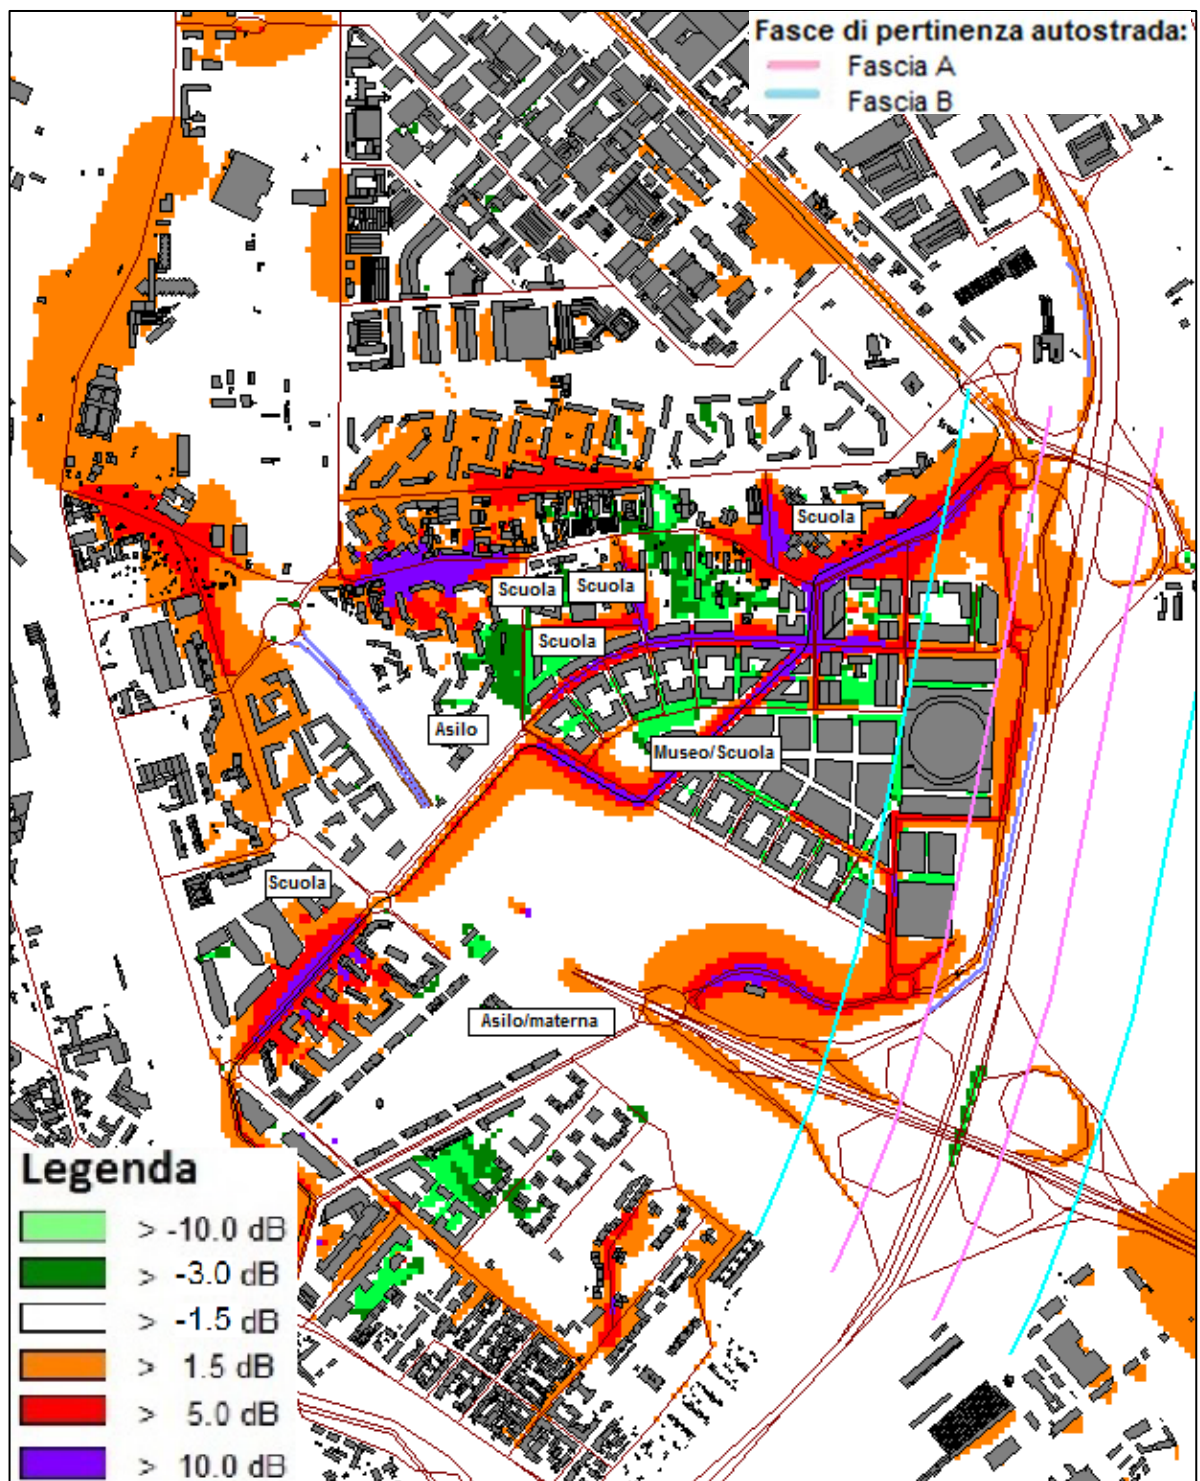 Fasce di pertinenza autostrada:
Fascia A
Fascia B
Scuola
Scuola
Scuola
Scuola
Asilo
Museo/Scuola
Scuola
Asilo/materna
Legenda
> -10.0 dB
> -3.0 dB
> -1.5 dB
> 1.5 dB
> 5.0 dB
> 10.0 dB